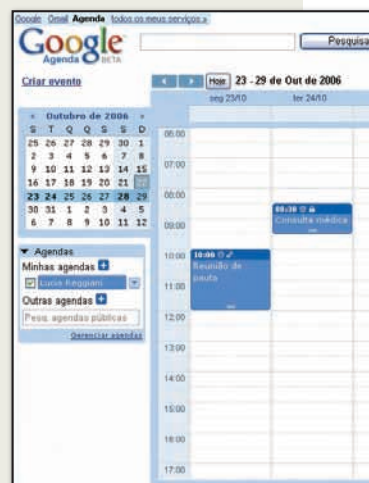 Google Gmail Agenda todos os meus serviços »
Google
Agenda BETA
Pesquisa
Criar evento
Hoje 23 - 29 de Out de 2006
seg 23/10 ter 24/10
« Outubro de 2006 »
S T Q Q S S D
25 26 27 28 29 30 1
2 3 4 5 6 7 8
9 10 11 12 13 14 15
16 17 18 19 20 21 22
23 24 25 26 27 28 29
30 31 1 2 3 4 5
6 7 8 9 10 11 12
▼ Agendas
Minhas agendas
Lucia Reggiani
Outras agendas
Pesq. agendas públicas
Gerenciar agendas
06:00
07:00
08:00
08:30
Consulta médica
09:00
10:00
10:00
Reunião de
pauta
11:00
12:00
13:00
14:00
15:00
16:00
17:00